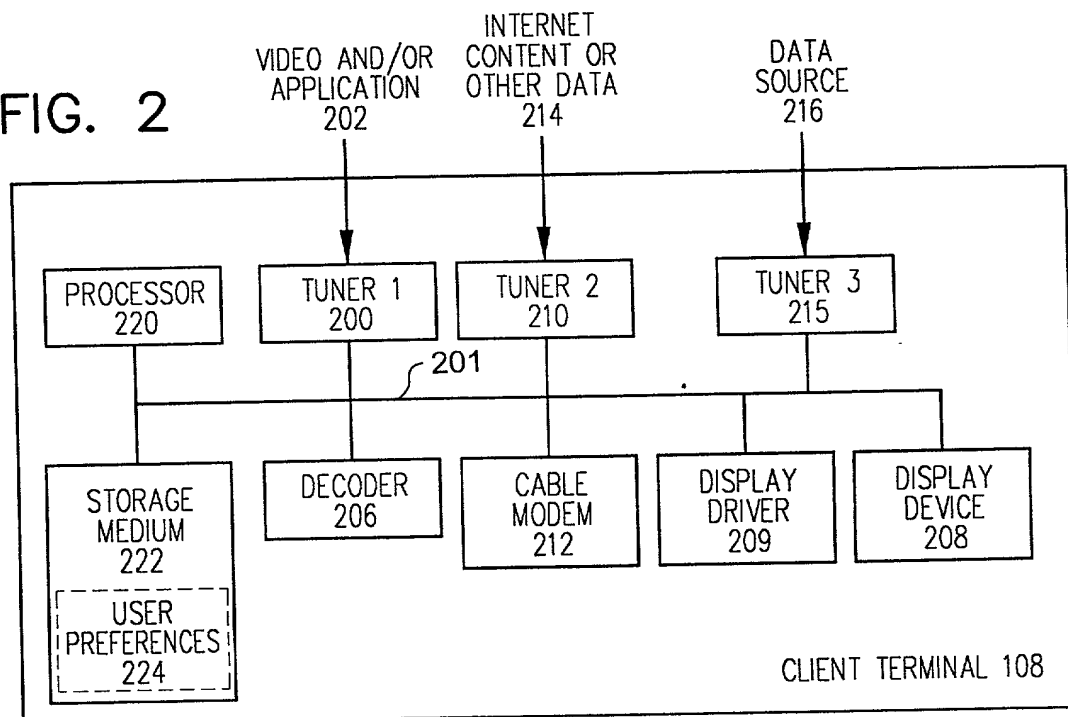 FIG. 2
VIDEO AND/OR
APPLICATION
202
INTERNET
CONTENT OR
OTHER DATA
214
DATA
SOURCE
216
PROCESSOR
220
TUNER 1
200
TUNER 2
210
TUNER 3
215
201
STORAGE
MEDIUM
222
USER
PREFERENCES
224
DECODER
206
CABLE
MODEM
212
DISPLAY
DRIVER
209
DISPLAY
DEVICE
208
CLIENT TERMINAL 108